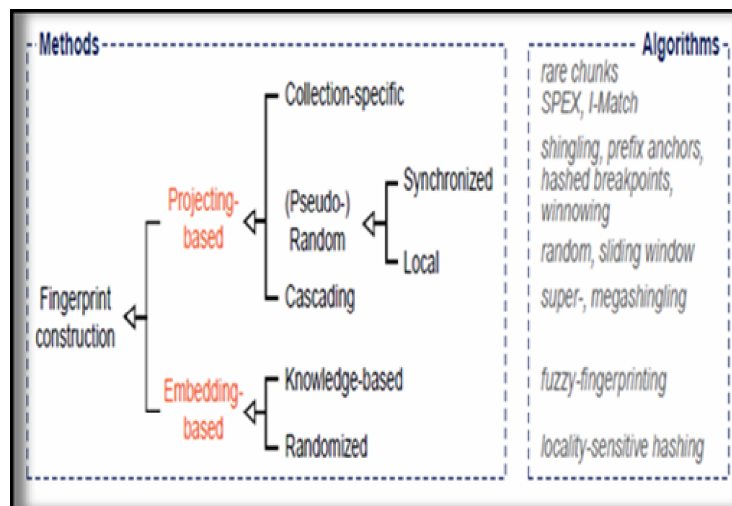 Methods
Algorithms
Collection-specific
rare chunks
SPEX, I-Match
Projecting-
based
(Pseudo-)
Random
Synchronized
shingling, prefix anchors,
hashed breakpoints,
winnowing
Local
random, sliding window
Cascading
super-, megashingling
Fingerprint
construction
Embedding-
based
Knowledge-based
fuzzy-fingerprinting
Randomized
locality-sensitive hashing